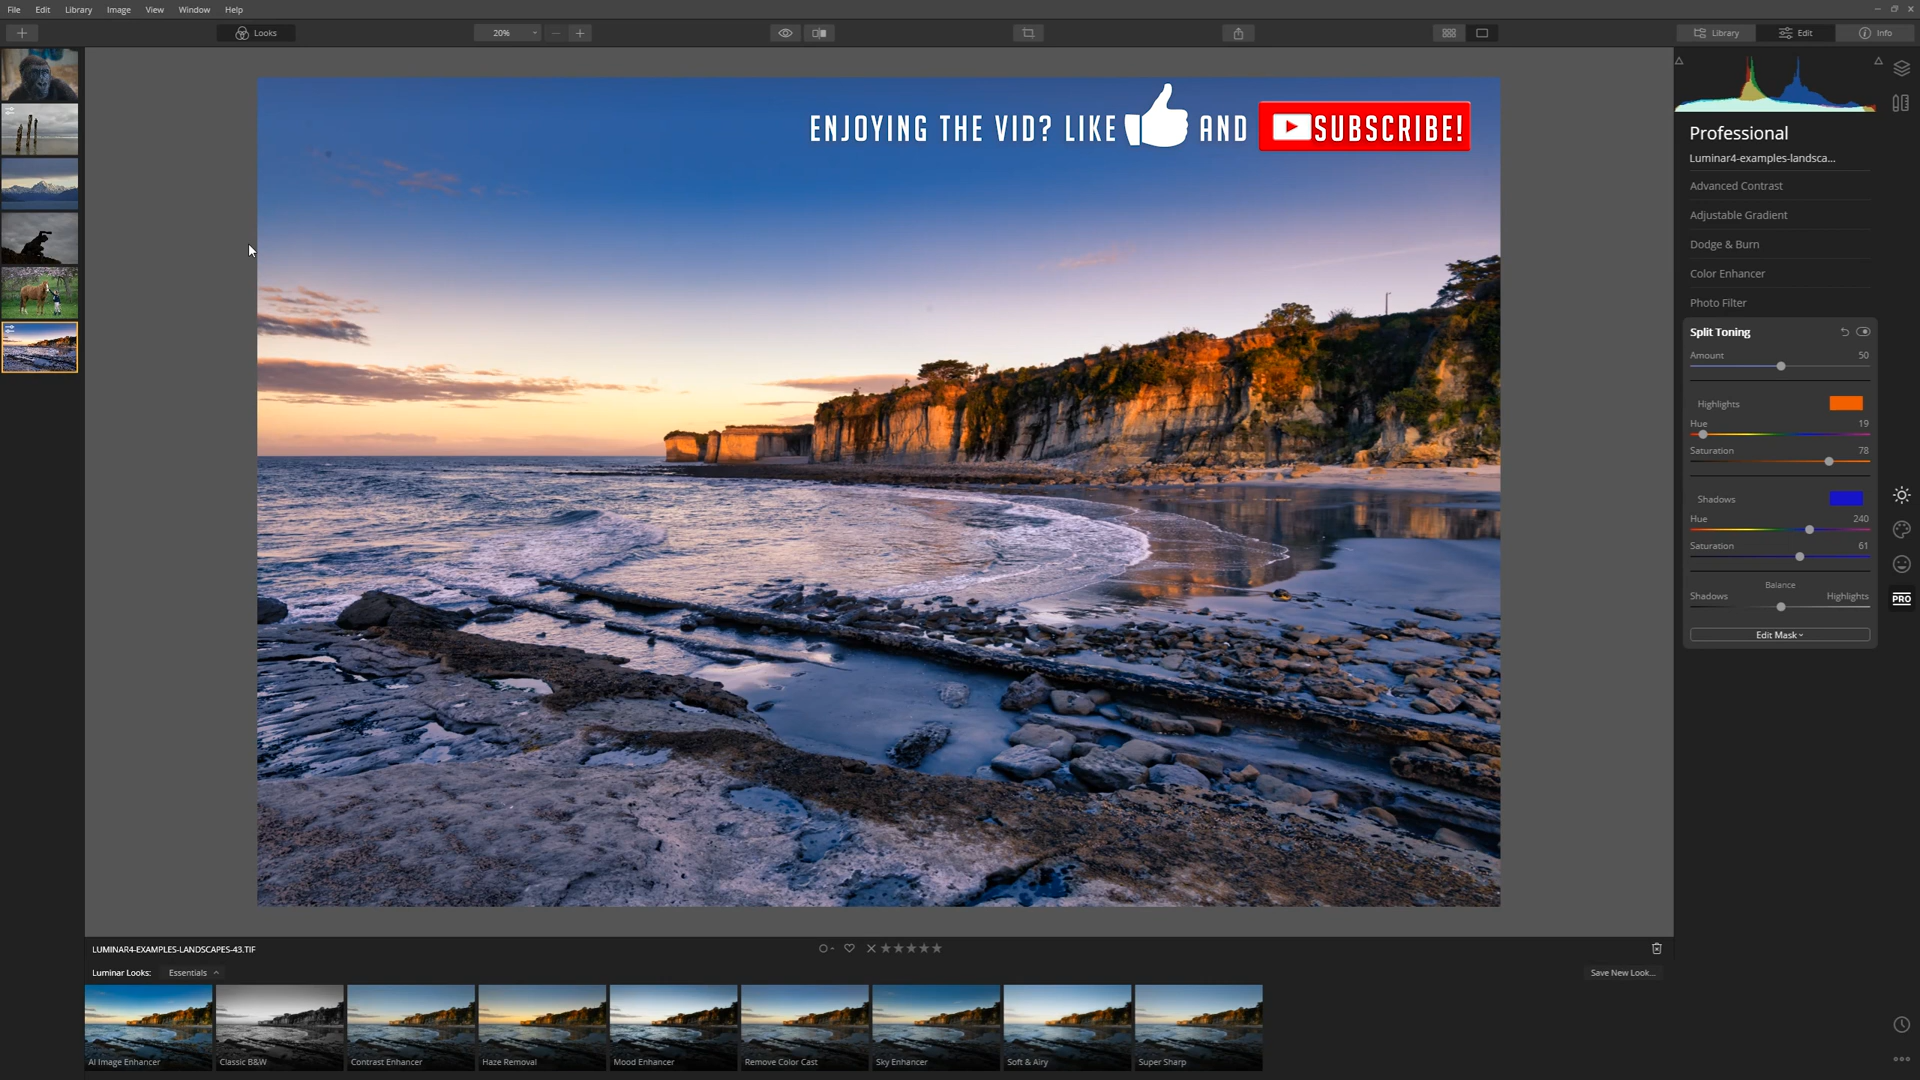 File Edit Library Image View Window Help
Looks 20% Library Edit Info
ENJOYING THE VID? LIKE AND SUBSCRIBE!
Professional
Luminar4-examples-landsca...
Advanced Contrast
Adjustable Gradient
Dodge & Burn
Color Enhancer
Photo Filter
Split Toning
Amount 50
Highlights
Hue 19
Saturation 78
Shadows
Hue 240
Saturation 61
Balance
Shadows Highlights
Edit Mask
PRO
LUMINAR4-EXAMPLES-LANDSCAPES-43.TIF
Luminar Looks: Essentials Save New Look...
AI Image Enhancer Classic B&W Contrast Enhancer Haze Removal Mood Enhancer Remove Color Cast Sky Enhancer Soft & Airy Super Sharp